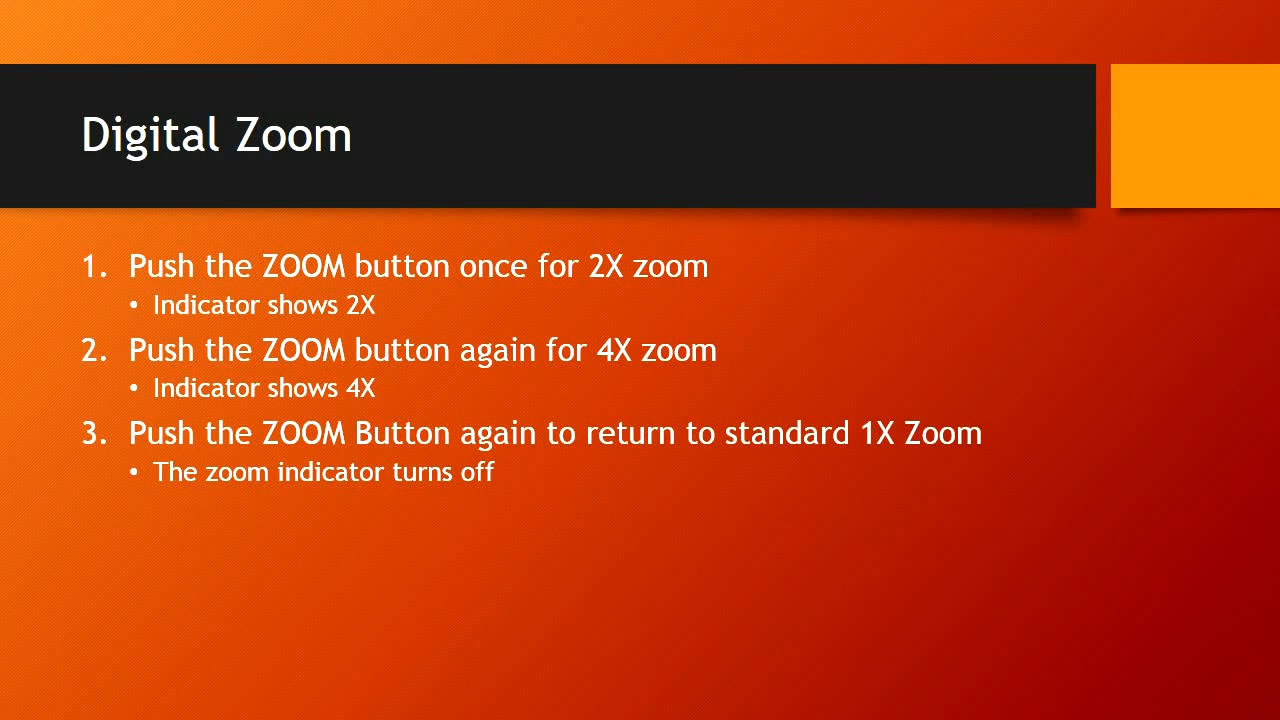 Digital Zoom
1. Push the ZOOM button once for 2X zoom
• Indicator shows 2X
2. Push the ZOOM button again for 4X zoom
• Indicator shows 4X
3. Push the ZOOM Button again to return to standard 1X Zoom
• The zoom indicator turns off